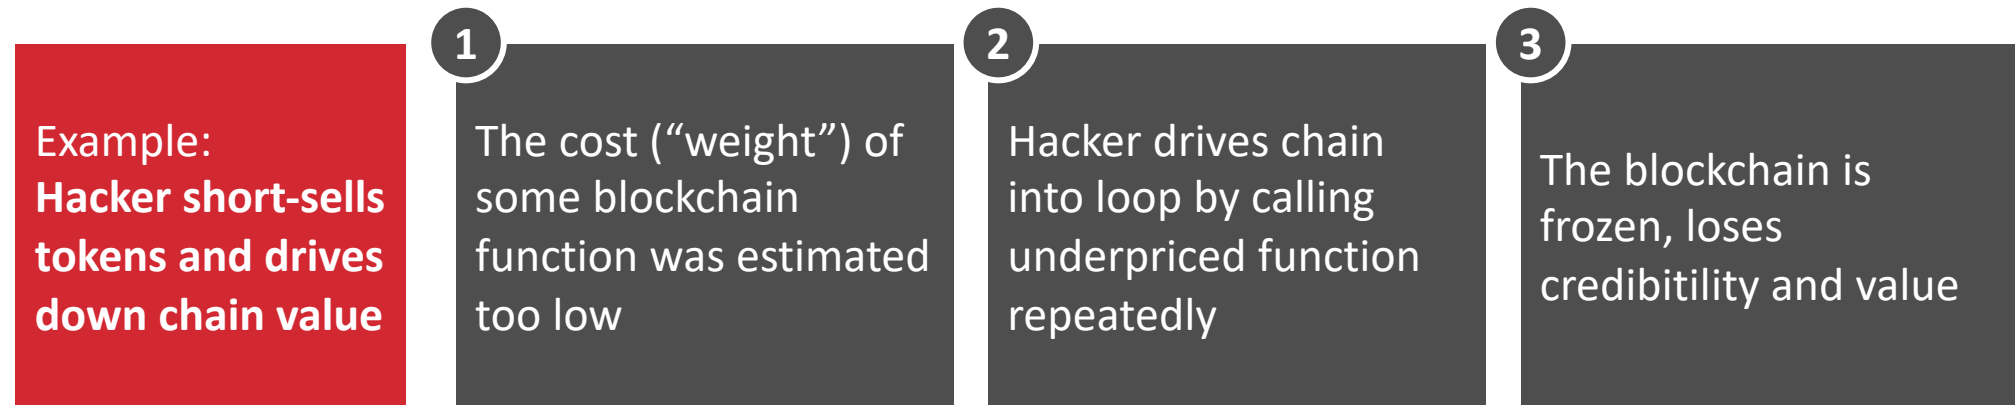 Example:
Hacker short-sells
tokens and drives
down chain value
1
The cost (“weight”) of
some blockchain
function was estimated
too low
2
Hacker drives chain
into loop by calling
underpriced function
repeatedly
3
The blockchain is
frozen, loses
credibitility and value